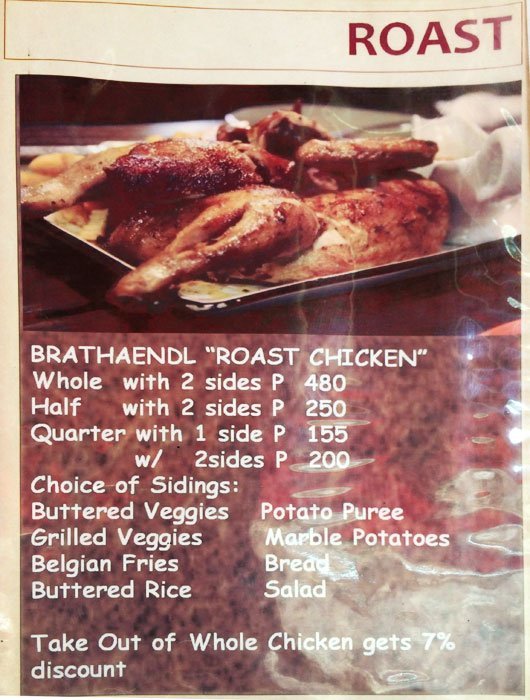 ROAST
BRATHAENDL “ROAST CHICKEN”
Whole with 2 sides P 480
Half with 2 sides P 250
Quarter with 1 side P 155
w/ 2sides P 200
Choice of Sidings:
Buttered Veggies Potato Puree
Grilled Veggies Marble Potatoes
Belgian Fries Bread
Buttered Rice Salad
Take Out of Whole Chicken gets 7%
discount